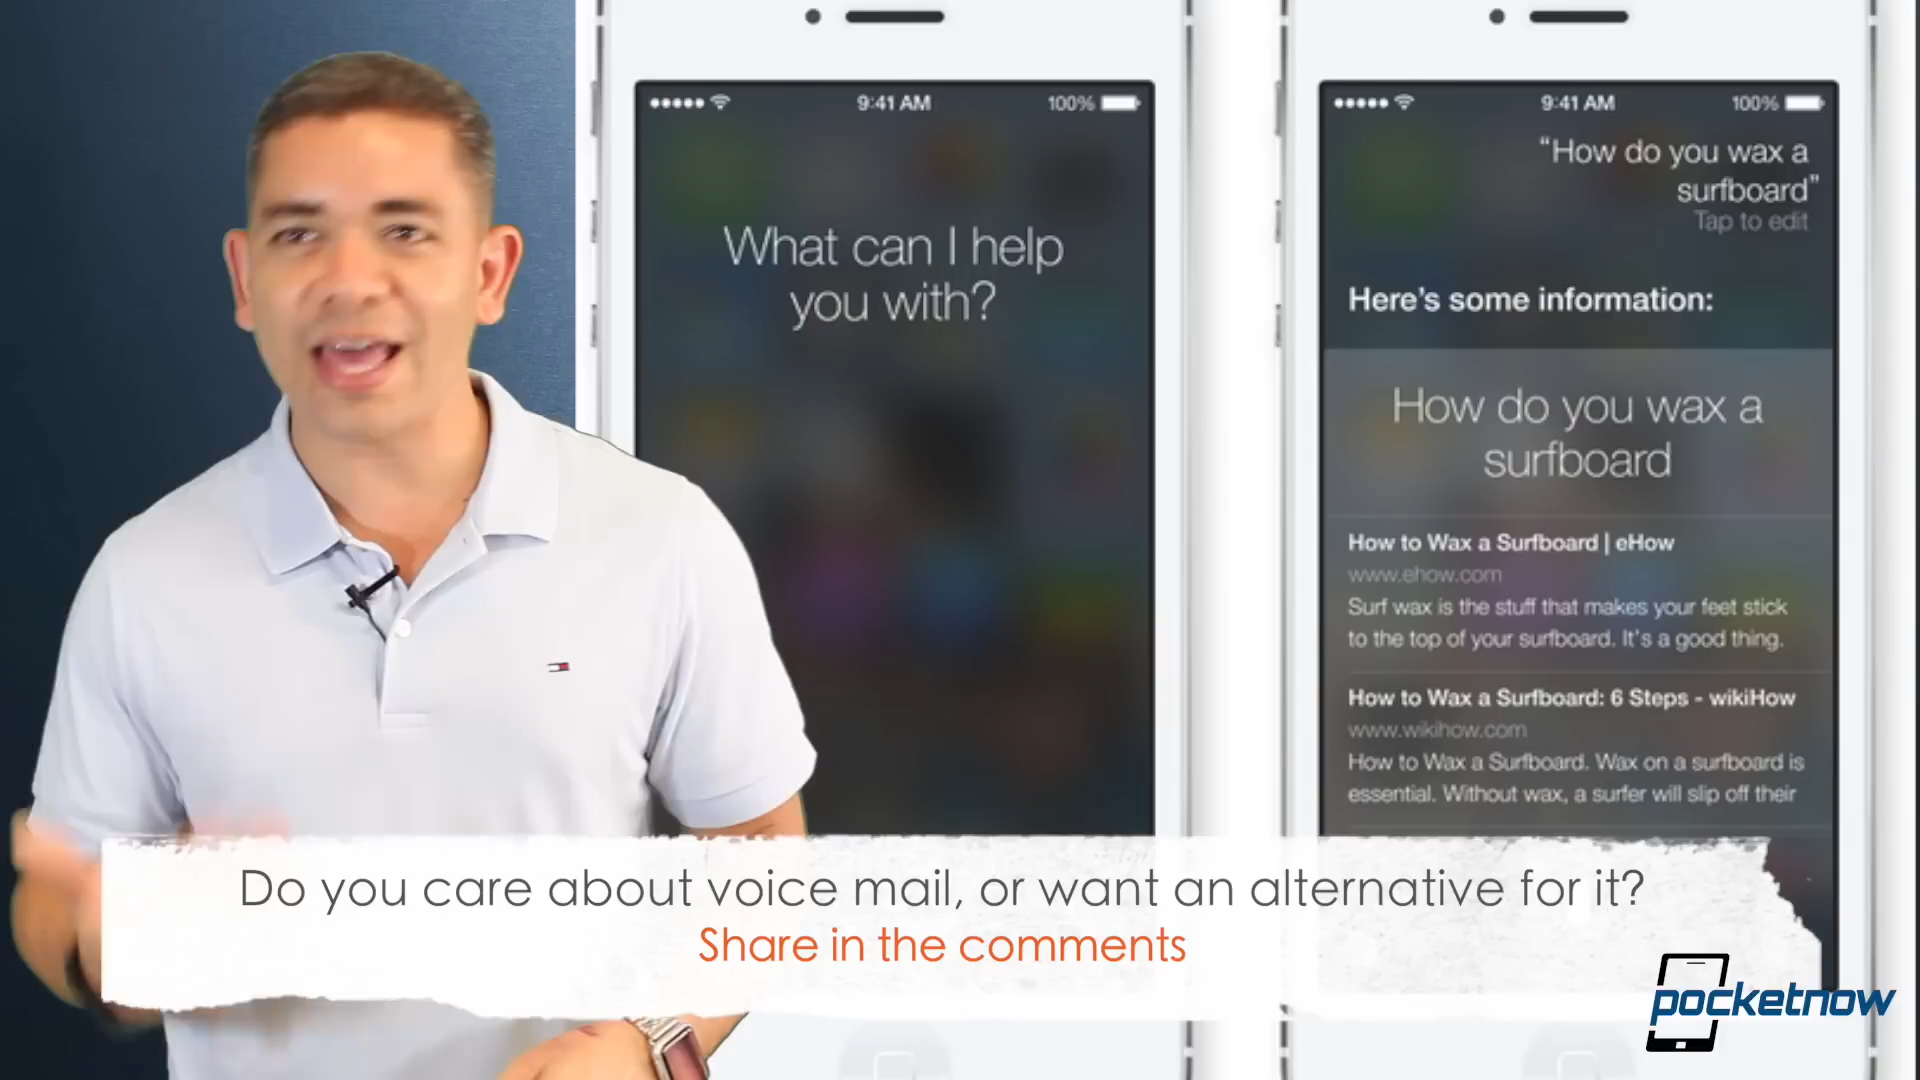 9:41 AM
100%
What can I help
you with?
9:41 AM
100%
“How do you wax a
surfboard”
Tap to edit
Here’s some information:
How do you wax a
surfboard
How to Wax a Surfboard | eHow
www.ehow.com
Surf wax is the stuff that makes your feet stick
to the top of your surfboard. It’s a good thing.
How to Wax a Surfboard: 6 Steps - wikiHow
www.wikihow.com
How to Wax a Surfboard. Wax on a surfboard is
essential. Without wax, a surfer will slip off their
Do you care about voice mail, or want an alternative for it?
Share in the comments
pocketnow